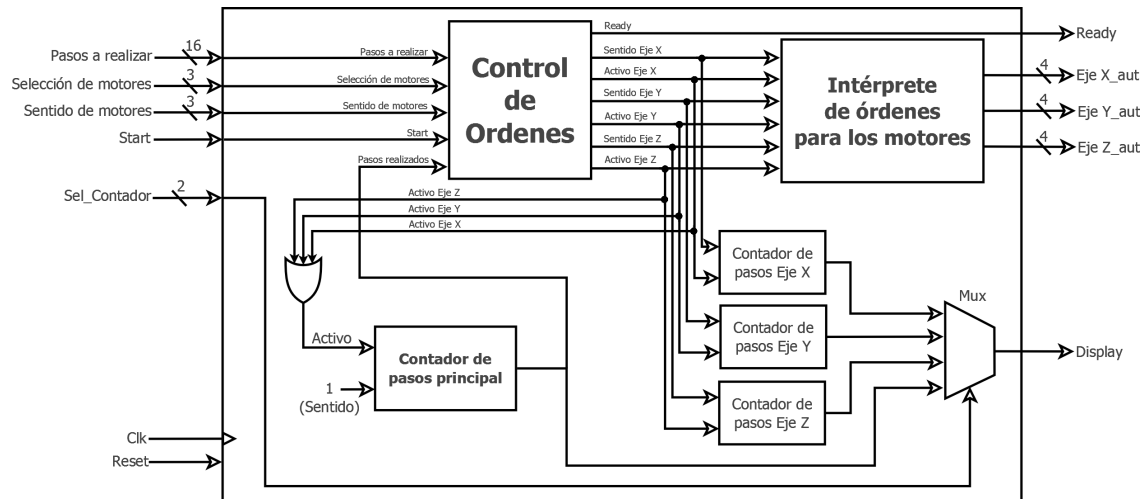 Ready
Ready
Pasos a realizar
16
Pasos a realizar
Control
de
Ordenes
Sentido Eje X
Intérprete
de órdenes
para los motores
4
Eje X_aut
Selección de motores
3
Selección de motores
Activo Eje X
Sentido de motores
3
Sentido de motores
Sentido Eje Y
4
Eje Y_aut
Start
Start
Activo Eje Y
Sentido Eje Z
4
Eje Z_aut
Pasos realizados
Activo Eje Z
Sel_Contador
2
Activo Eje Z
Activo Eje Y
Activo Eje X
Contador de
pasos Eje X
Mux
Activo
Contador de
pasos Eje Y
Display
Contador de
pasos principal
1
(Sentido)
Contador de
pasos Eje Z
Clk
Reset